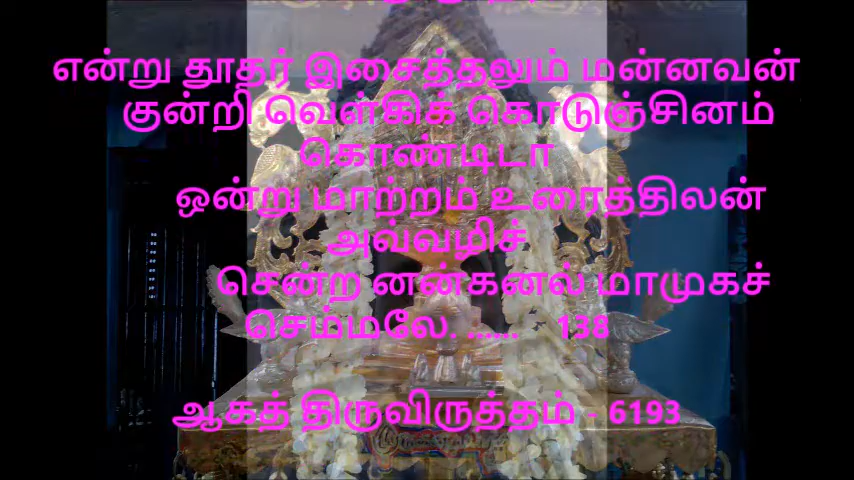 என்று தூதர் இசைத்தலும் மன்னவன்
குன்றி வெள்கிக் கொடுஞ்சினம்
கொண்டிடா
ஒன்று மாற்றம் உரைத்திலன்
அவ்வழிச்
சென்ற னன்கனல் மாமுகச்
செம்மலே. ...... 138
ஆகத் திருவிருத்தம் - 6193